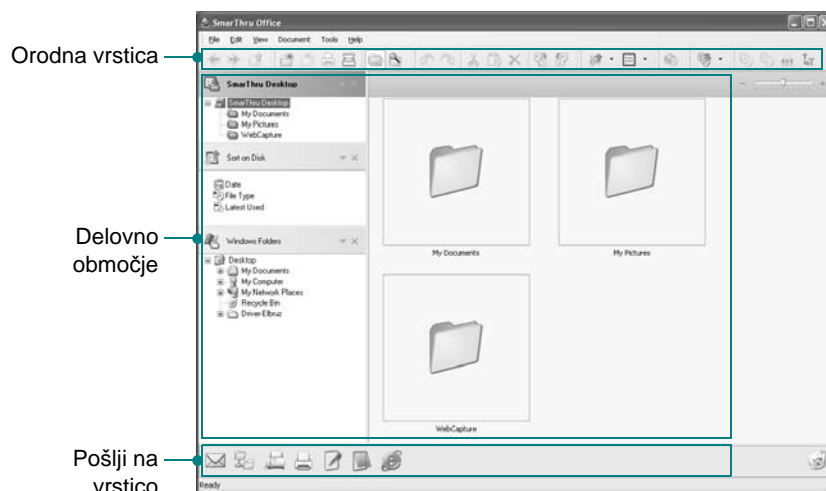 SmarThru Office
File Edit View Document Tools Help
Orodna vrstica
SmarThru Desktop
SmarThru Desktop
My Documents
My Pictures
WebCapture
Sort on Disk
Date
File Type
Latest Used
Delovno
območje
Windows Folders
Desktop
My Documents
My Computer
My Network Places
Recycle Bin
Driver-Elbruz
My Documents
My Pictures
WebCapture
Pošlji na
vrstico
Ready